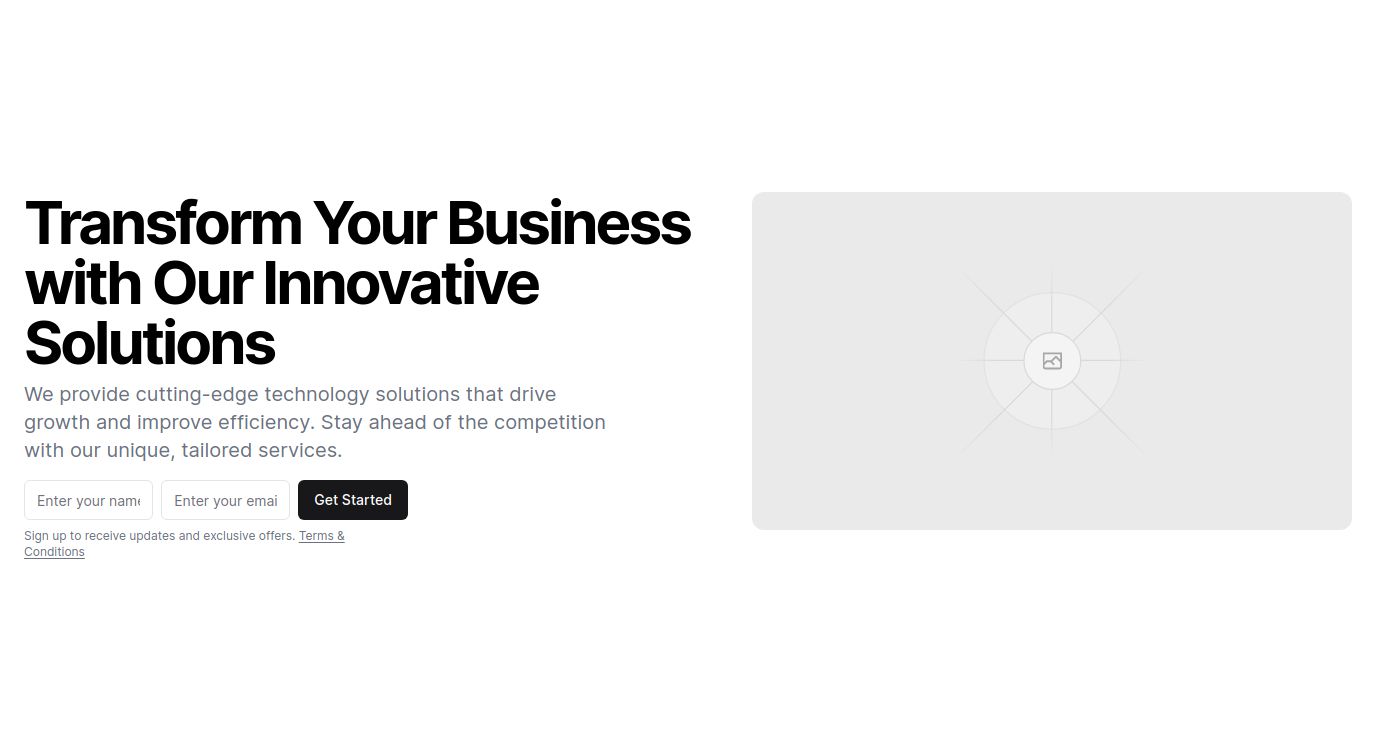 Transform Your Business
with Our Innovative
Solutions
We provide cutting-edge technology solutions that drive
growth and improve efficiency. Stay ahead of the competition
with our unique, tailored services.
Enter your name Enter your emai Get Started
Sign up to receive updates and exclusive offers. Terms &
Conditions